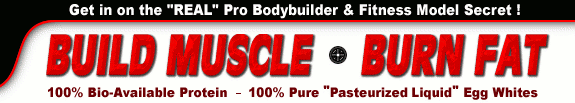 Get in on the "REAL" Pro Bodybuilder & Fitness Model Secret !
BUILD MUSCLE • BURN FAT
100% Bio-Available Protein - 100% Pure "Pasteurized Liquid" Egg Whites